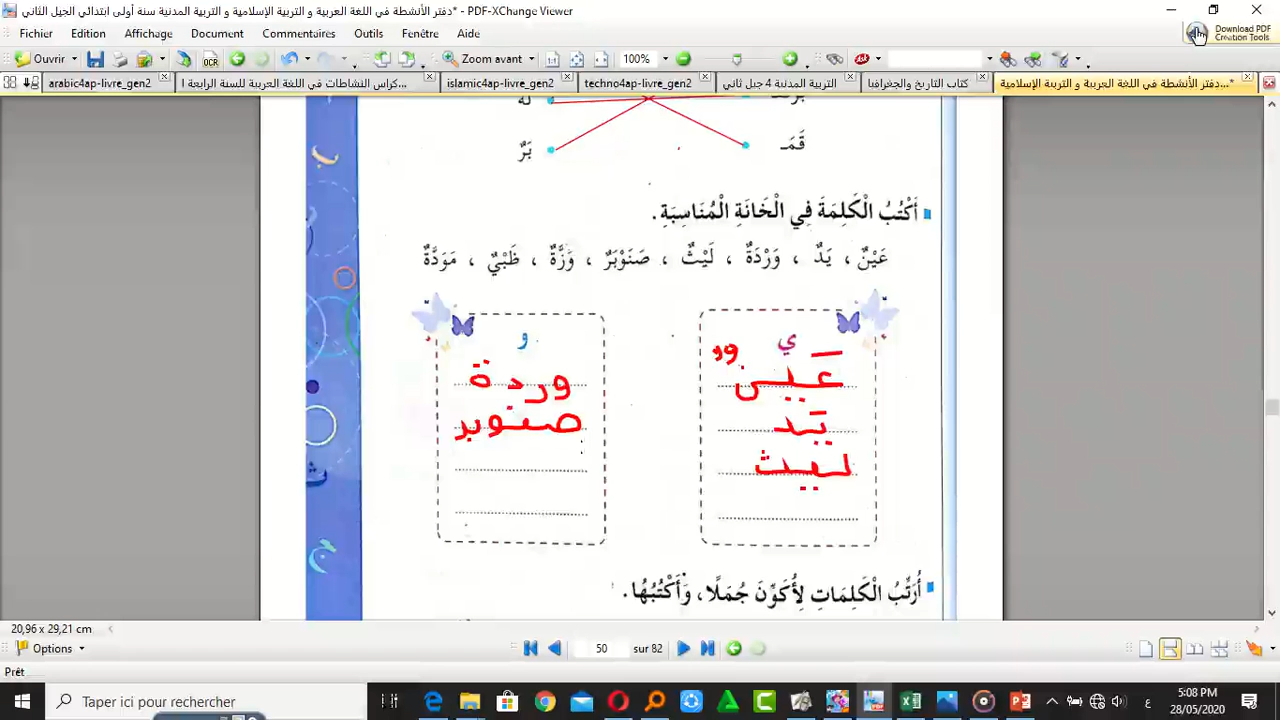 دفتر الأنشطة في اللغة العربية و التربية الإسلامية و التربية المدنية سنة أولى ابتدائي الجيل الثاني* - PDF-XChange Viewer
Fichier Edition Affichage Document Commentaires Outils Fenêtre Aide
Download PDF Creation Tools
Ouvrir OCR Zoom avant 100%
arabic4ap-livre_gen2
كراس النشاطات في اللغة العربية للسنة الرابعة ا...
islamic4ap-livre_gen2
techno4ap-livre_gen2
التربية المدنية 4 جيل ثاني
كتاب التاريخ والجغرافيا
دفتر الأنشطة في اللغة العربية و التربية الإسلامية...*
قَمَـ
بَرٌ
أَكْتُبُ الْكَلِمَةَ فِي الْخَانَةِ الْمُنَاسِبَةِ.
عَيْنٌ ، يَدٌ ، وَرْدَةٌ ، لَيْثٌ ، صَنَوْبَرٌ ، وَزَّةٌ ، ظَبْيٌ ، مَوَدَّةٌ
ي
عَين
يَد
ليث
و
وردة
صنوبر
أُرَتِّبُ الْكَلِمَاتِ لِأُكَوِّنَ جُمَلًا، وَأَكْتُبُهَا.
20,96 x 29,21 cm
Options
50 sur 82
Prêt
Taper ici pour rechercher
ع
5:08 PM
28/05/2020